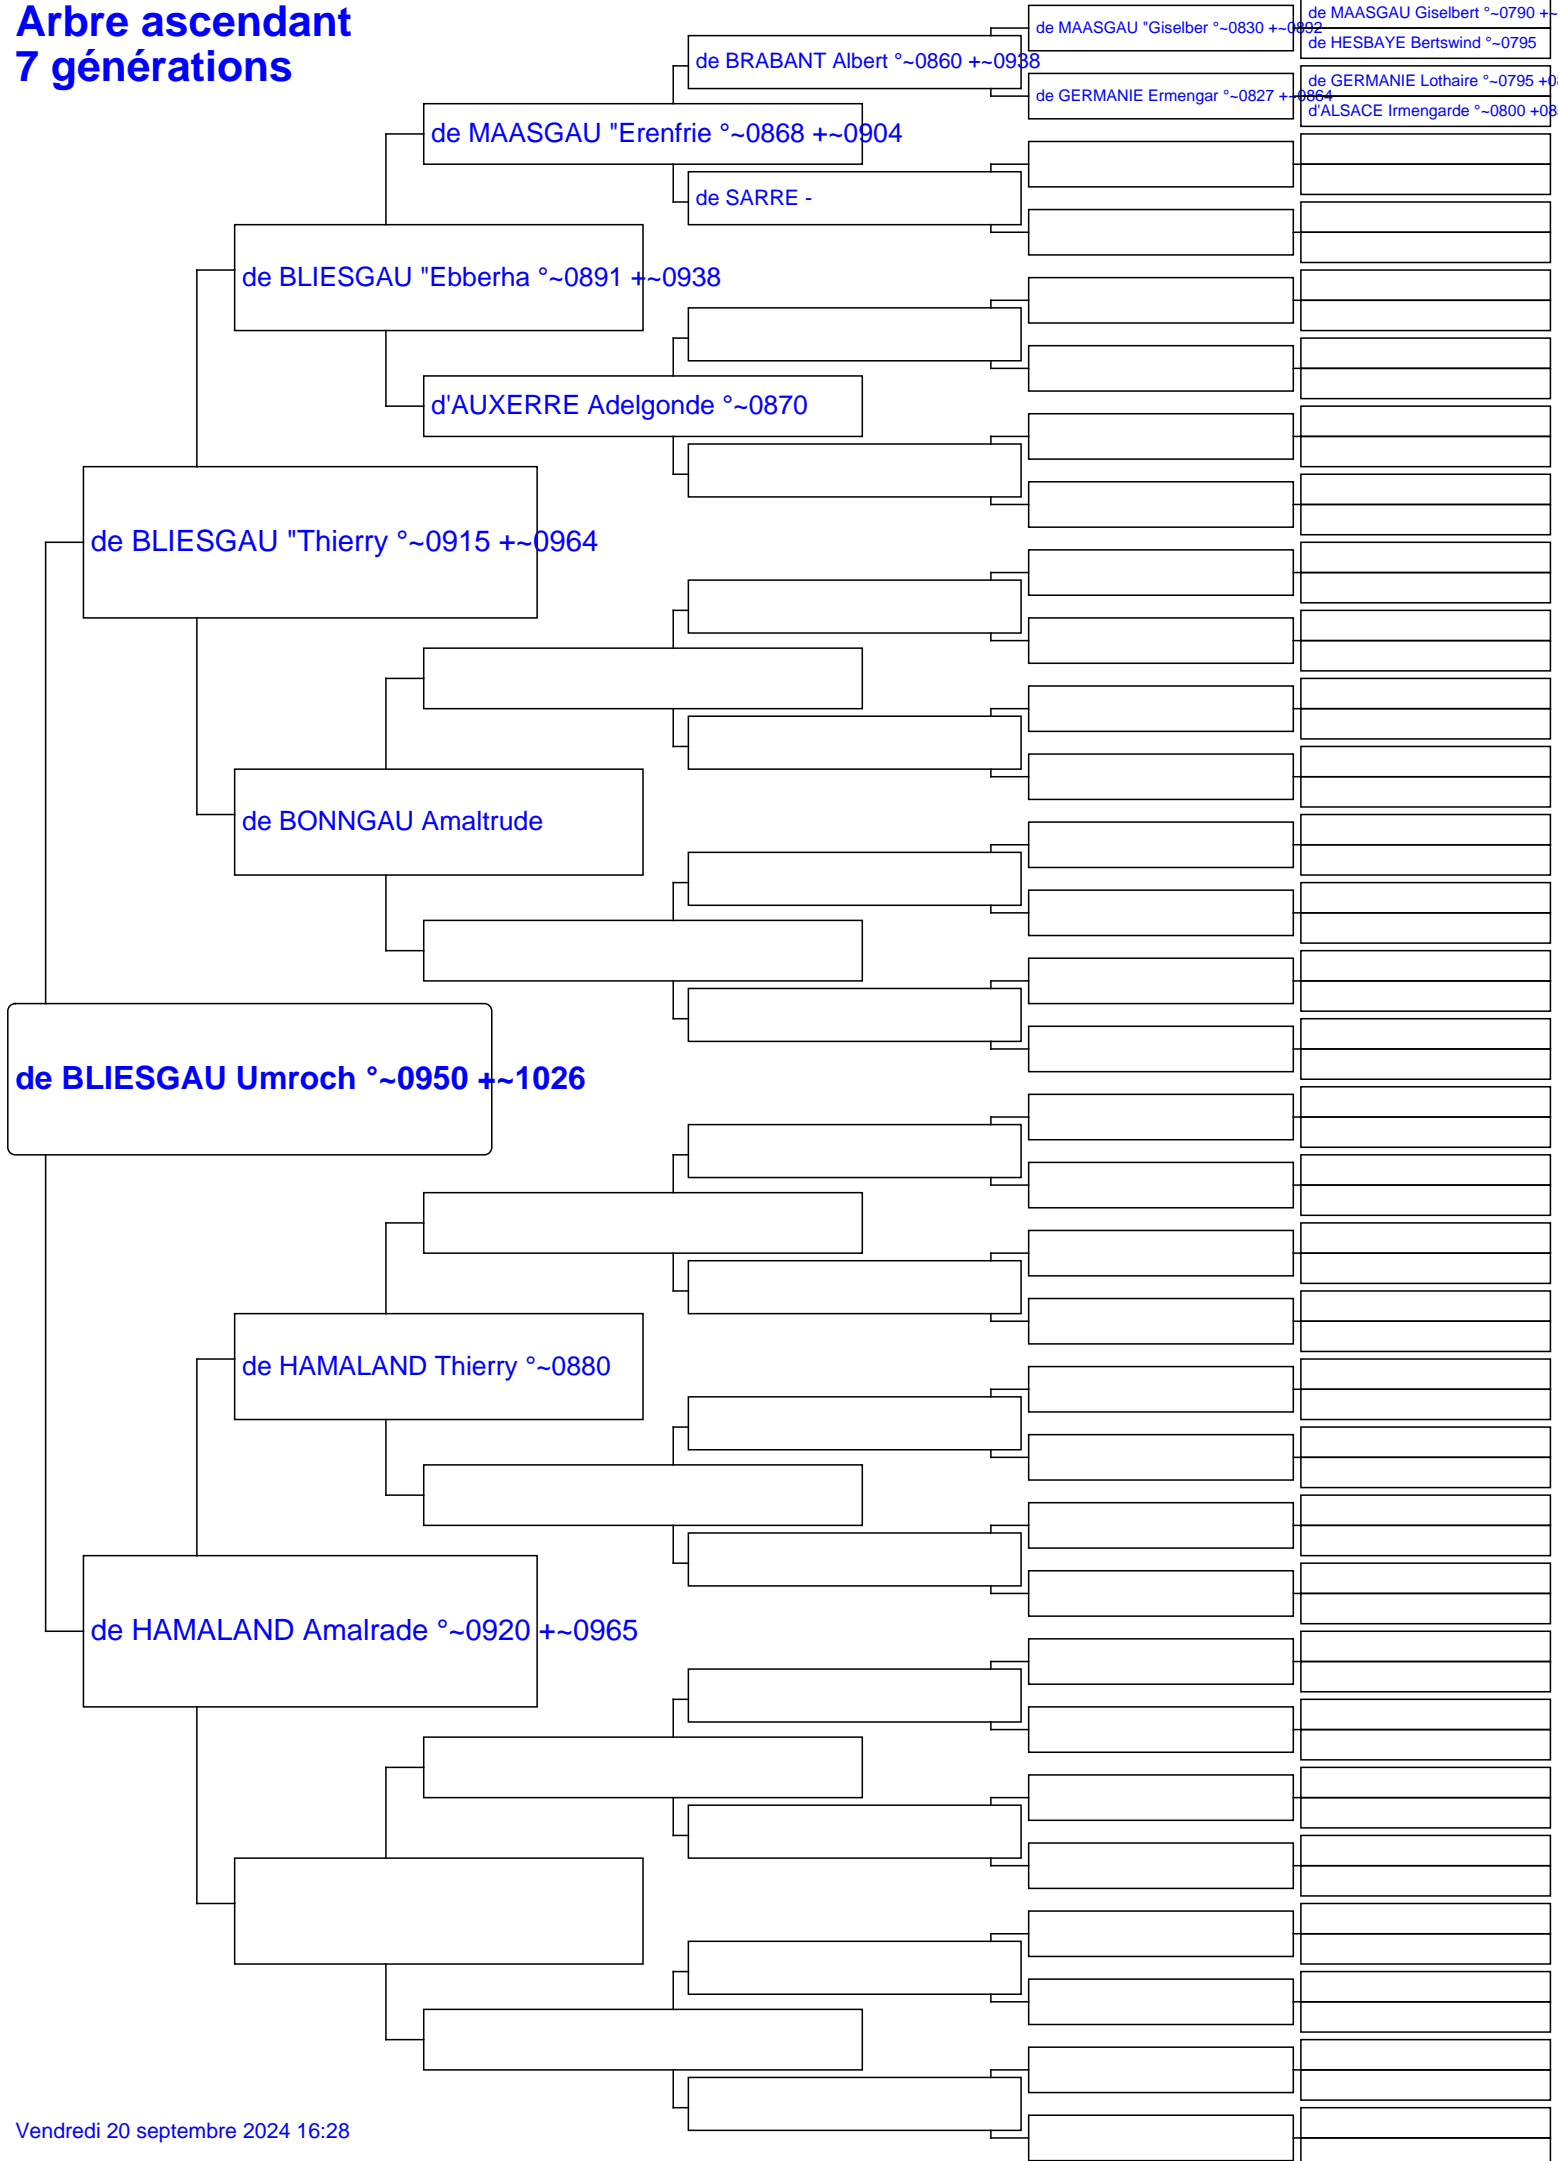 Arbre ascendant
7 générations
de MAASGAU Giselbert °~0790 +~
de MAASGAU "Giselber °~0830 +~0892
de HESBAYE Bertswind °~0795
de BRABANT Albert °~0860 +~0938
de GERMANIE Lothaire °~0795 +08
de GERMANIE Ermengar °~0827 +~0864
d'ALSACE Irmengarde °~0800 +08
de MAASGAU "Erenfrie °~0868 +~0904
de SARRE -
de BLIESGAU "Ebberha °~0891 +~0938
d'AUXERRE Adelgonde °~0870
de BLIESGAU "Thierry °~0915 +~0964
de BONNGAU Amaltrude
de BLIESGAU Umroch °~0950 +~1026
de HAMALAND Thierry °~0880
de HAMALAND Amalrade °~0920 +~0965
Vendredi 20 septembre 2024 16:28